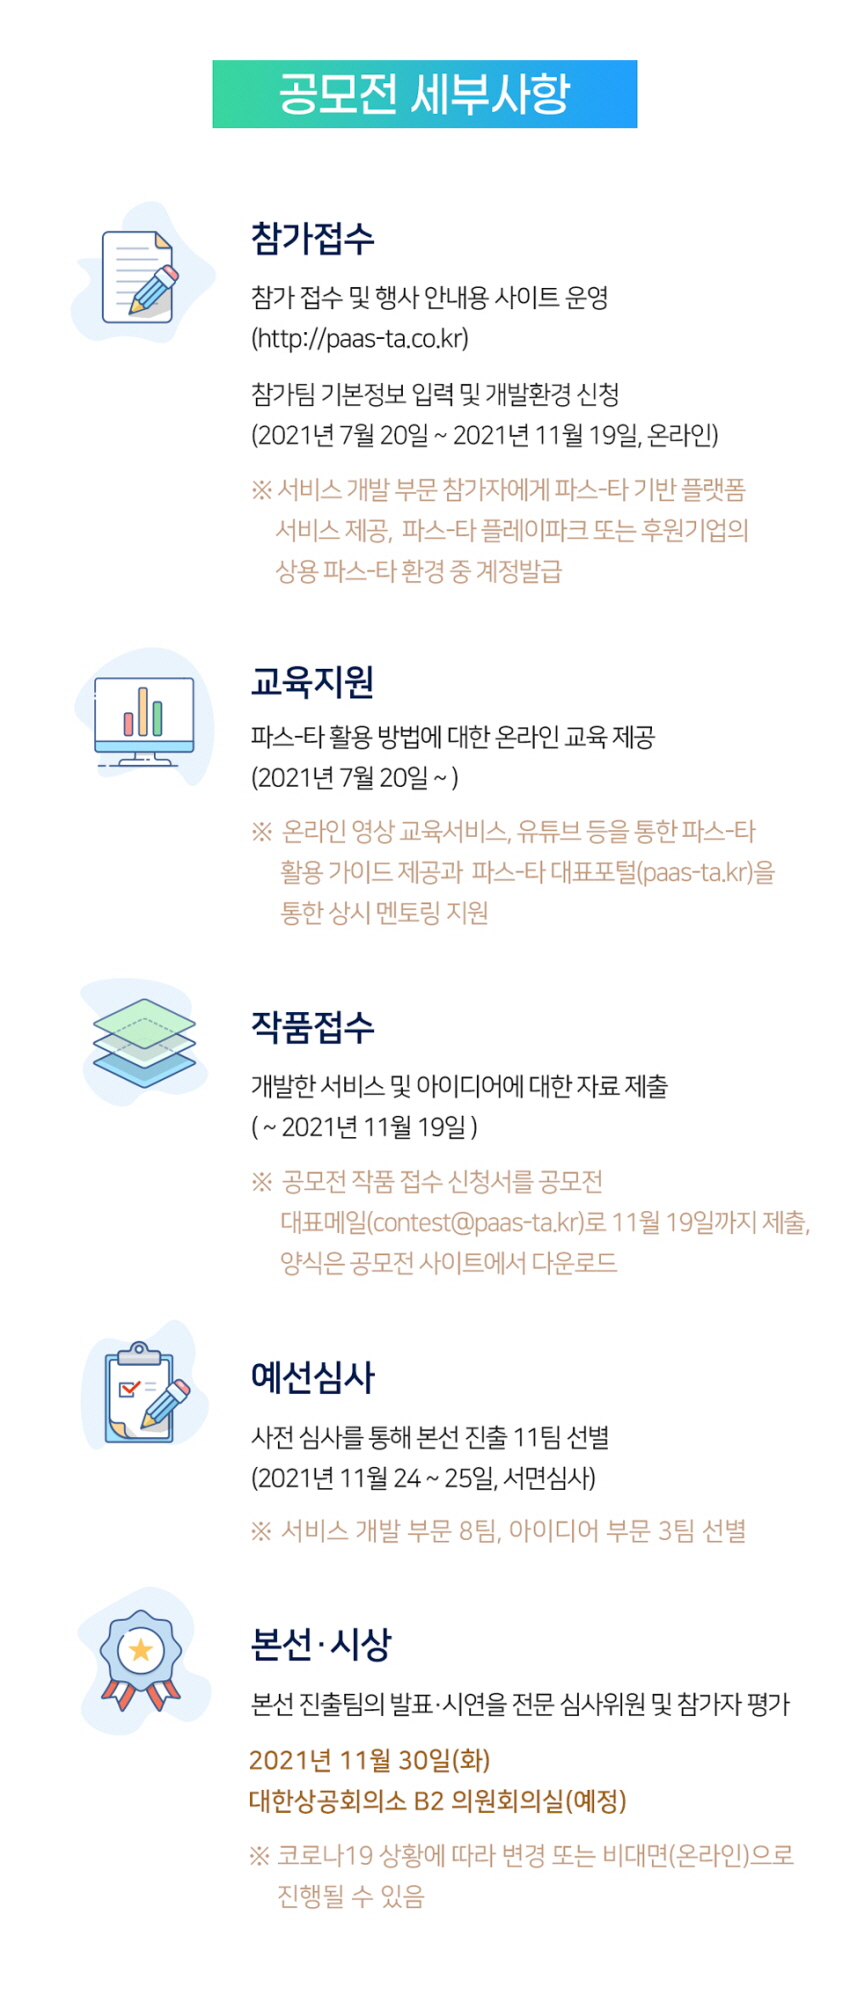 공모전 세부사항
참가접수
참가 접수 및 행사 안내용 사이트 운영
(http://paas-ta.co.kr)
참가팀 기본정보 입력 및 개발환경 신청
(2021년 7월 20일 ~ 2021년 11월 19일, 온라인)
※ 서비스 개발 부문 참가자에게 파스-타 기반 플랫폼
서비스 제공, 파스-타 플레이파크 또는 후원기업의
상용 파스-타 환경 중 계정발급
교육지원
파스-타 활용 방법에 대한 온라인 교육 제공
(2021년 7월 20일 ~ )
※ 온라인 영상 교육서비스, 유튜브 등을 통한 파스-타
활용 가이드 제공과 파스-타 대표포털(paas-ta.kr)을
통한 상시 멘토링 지원
작품접수
개발한 서비스 및 아이디어에 대한 자료 제출
( ~ 2021년 11월 19일 )
※ 공모전 작품 접수 신청서를 공모전
대표메일(contest@paas-ta.kr)로 11월 19일까지 제출,
양식은 공모전 사이트에서 다운로드
예선심사
사전 심사를 통해 본선 진출 11팀 선별
(2021년 11월 24 ~ 25일, 서면심사)
※ 서비스 개발 부문 8팀, 아이디어 부문 3팀 선별
본선·시상
본선 진출팀의 발표·시연을 전문 심사위원 및 참가자 평가
2021년 11월 30일(화)
대한상공회의소 B2 의원회의실(예정)
※ 코로나19 상황에 따라 변경 또는 비대면(온라인)으로
진행될 수 있음